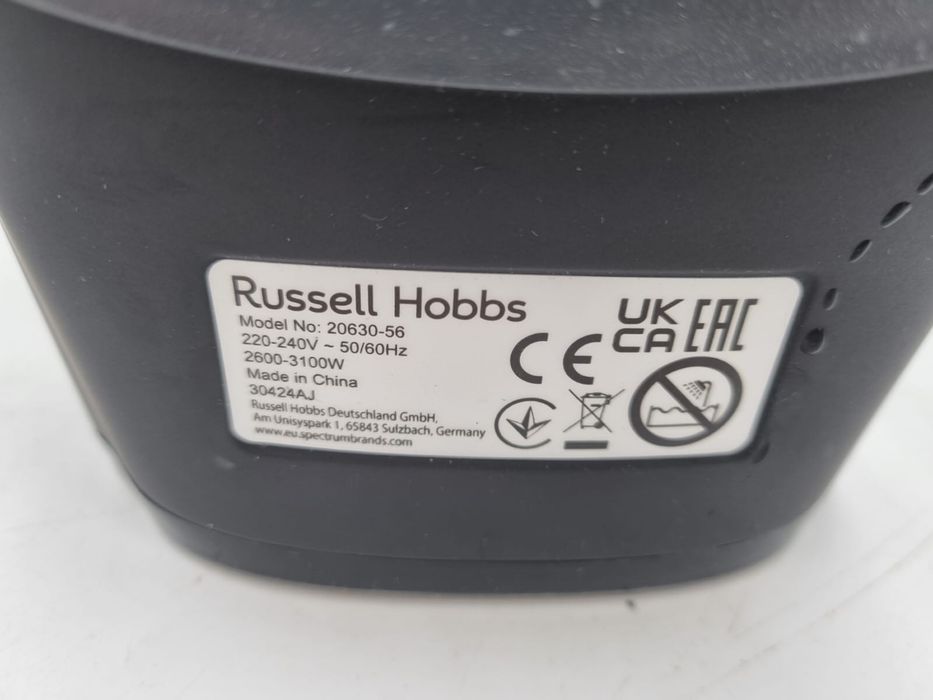 Russell Hobbs
Model No: 20630-56
220-240V ~ 50/60Hz
2600-3100W
Made in China
30424AJ
Russell Hobbs Deutschland GmbH,
Am Unisyspark 1, 65843 Sulzbach, Germany
www.eu.spectrumbrands.com
CE
UK
CA
EAC